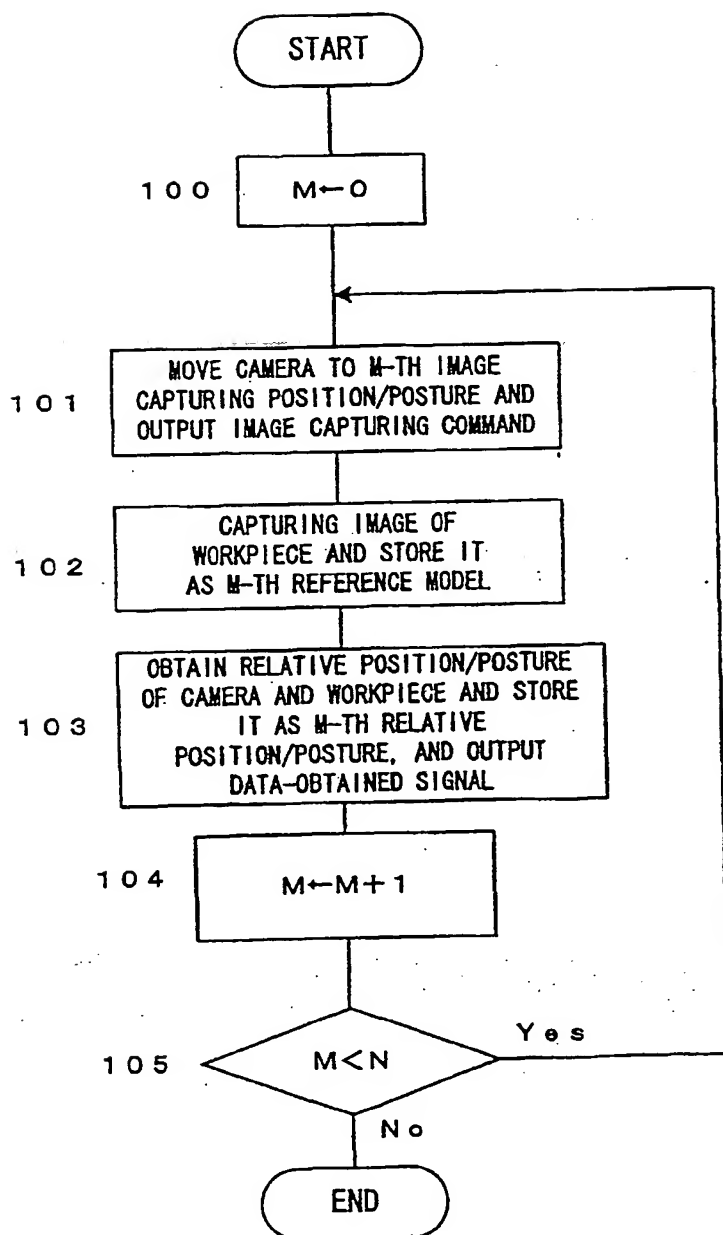 START
100
M←0
101
MOVE CAMERA TO M-TH IMAGE
CAPTURING POSITION/POSTURE AND
OUTPUT IMAGE CAPTURING COMMAND
102
CAPTURING IMAGE OF
WORKPIECE AND STORE IT
AS M-TH REFERENCE MODEL
103
OBTAIN RELATIVE POSITION/POSTURE
OF CAMERA AND WORKPIECE AND STORE
IT AS M-TH RELATIVE
POSITION/POSTURE, AND OUTPUT
DATA-OBTAINED SIGNAL
104
M←M+1
105
M<N
Yes
No
END